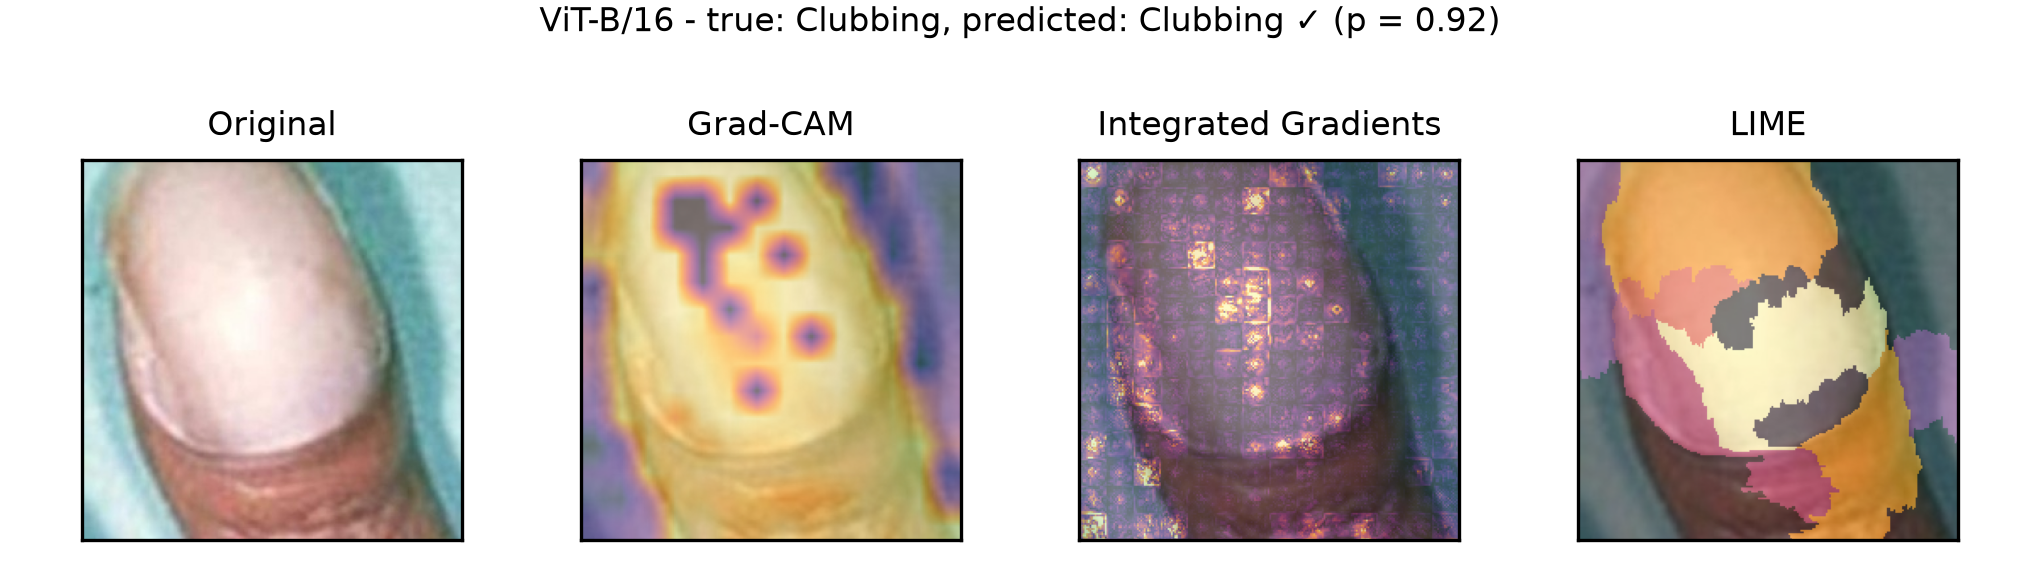 ViT-B/16 - true: Clubbing, predicted: Clubbing ✓ (p = 0.92)
Original
Grad-CAM
Integrated Gradients
LIME